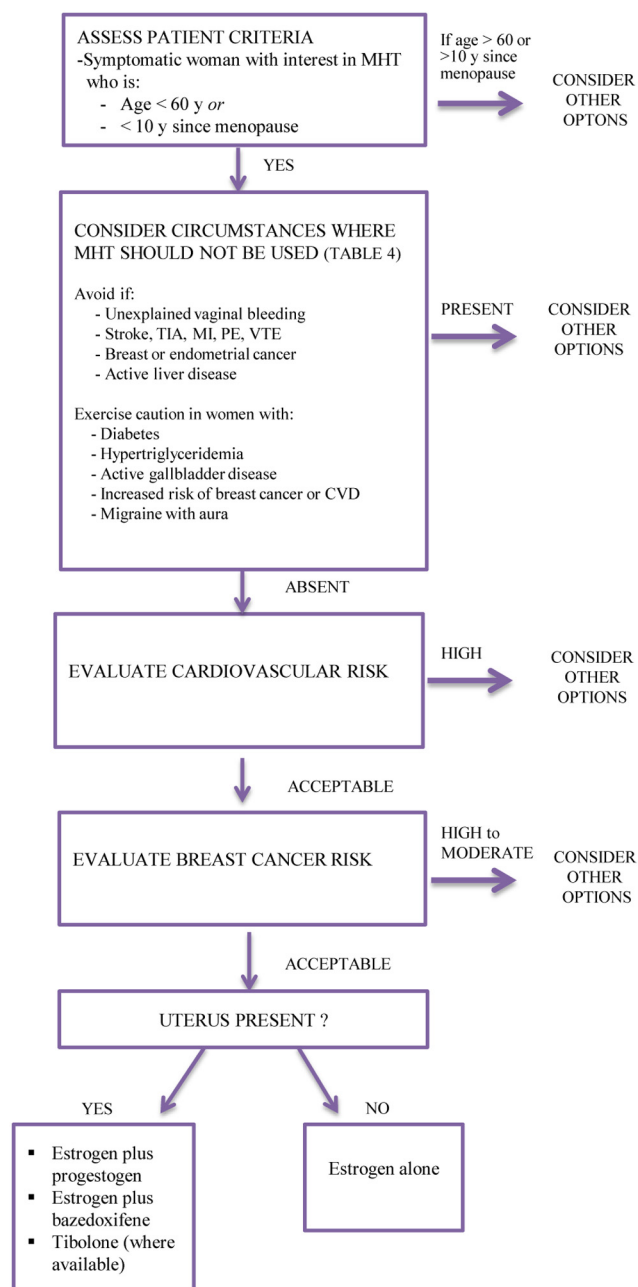 ASSESS PATIENT CRITERIA
-Symptomatic woman with interest in MHT
who is:
- Age < 60 y or
- < 10 y since menopause
If age > 60 or
>10 y since
menopause
CONSIDER
OTHER
OPTONS
YES
CONSIDER CIRCUMSTANCES WHERE
MHT SHOULD NOT BE USED (TABLE 4)
Avoid if:
- Unexplained vaginal bleeding
- Stroke, TIA, MI, PE, VTE
- Breast or endometrial cancer
- Active liver disease
Exercise caution in women with:
- Diabetes
- Hypertriglyceridemia
- Active gallbladder disease
- Increased risk of breast cancer or CVD
- Migraine with aura
PRESENT
CONSIDER
OTHER
OPTIONS
ABSENT
EVALUATE CARDIOVASCULAR RISK
HIGH
CONSIDER
OTHER
OPTIONS
ACCEPTABLE
EVALUATE BREAST CANCER RISK
HIGH to
MODERATE
CONSIDER
OTHER
OPTIONS
ACCEPTABLE
UTERUS PRESENT ?
YES
▪ Estrogen plus
progestogen
▪ Estrogen plus
bazedoxifene
▪ Tibolone (where
available)
NO
Estrogen alone